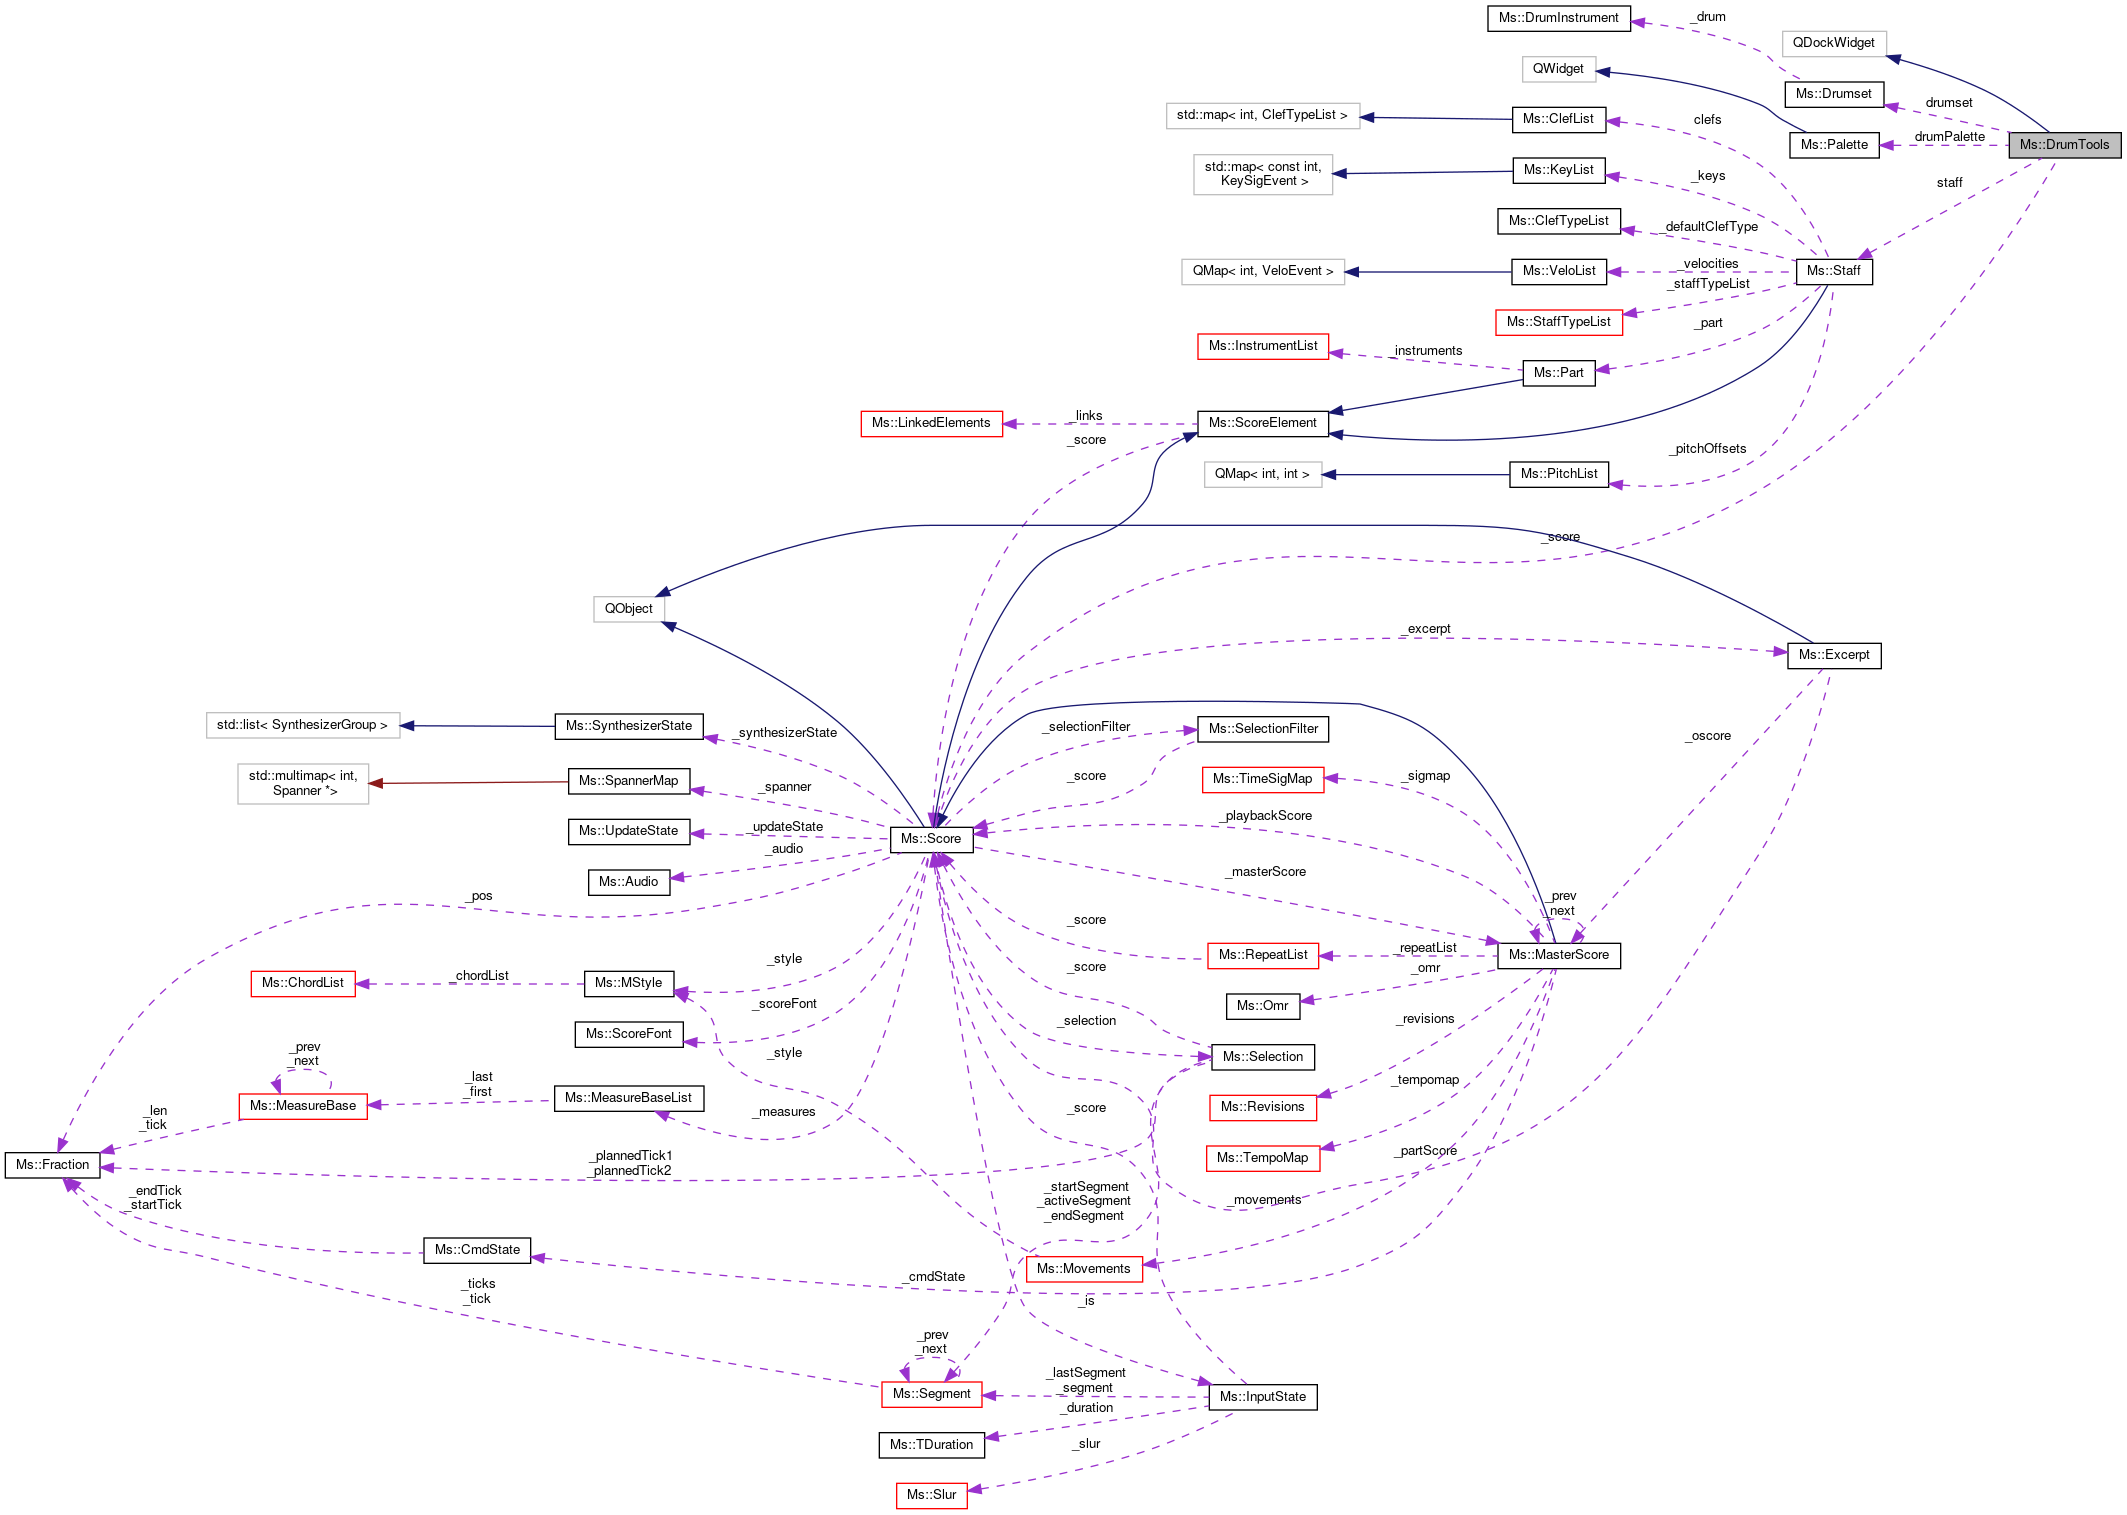 Ms::DrumInstrument
_drum
QDockWidget
QWidget
Ms::Drumset
drumset
std::map< int, ClefTypeList >
Ms::ClefList
clefs
Ms::Palette
drumPalette
Ms::DrumTools
std::map< const int,
KeySigEvent >
Ms::KeyList
_keys
staff
Ms::ClefTypeList
_defaultClefType
QMap< int, VeloEvent >
Ms::VeloList
_velocities
Ms::Staff
_staffTypeList
Ms::StaffTypeList
_part
Ms::InstrumentList
_instruments
Ms::Part
Ms::LinkedElements
_links
Ms::ScoreElement
_score
_pitchOffsets
QMap< int, int >
Ms::PitchList
_score
QObject
_excerpt
Ms::Excerpt
std::list< SynthesizerGroup >
Ms::SynthesizerState
_synthesizerState
_selectionFilter
Ms::SelectionFilter
_oscore
std::multimap< int,
Spanner *>
Ms::SpannerMap
_spanner
_score
Ms::TimeSigMap
_sigmap
Ms::UpdateState
_updateState
Ms::Score
_playbackScore
_audio
Ms::Audio
_masterScore
_pos
_prev
_next
_score
Ms::RepeatList
_repeatList
Ms::MasterScore
_style
_score
_omr
Ms::ChordList
_chordList
Ms::MStyle
_scoreFont
Ms::Omr
Ms::ScoreFont
_selection
_revisions
_prev
_next
_style
Ms::Selection
_last
_first
_tempomap
Ms::MeasureBase
Ms::MeasureBaseList
_measures
_score
Ms::Revisions
_len
_tick
_plannedTick1
_plannedTick2
Ms::Fraction
Ms::TempoMap
_partScore
_endTick
_startTick
_startSegment
_activeSegment
_endSegment
_movements
Ms::CmdState
Ms::Movements
_cmdState
_ticks
_tick
_is
_prev
_next
_lastSegment
_segment
Ms::Segment
Ms::InputState
_duration
Ms::TDuration
_slur
Ms::Slur